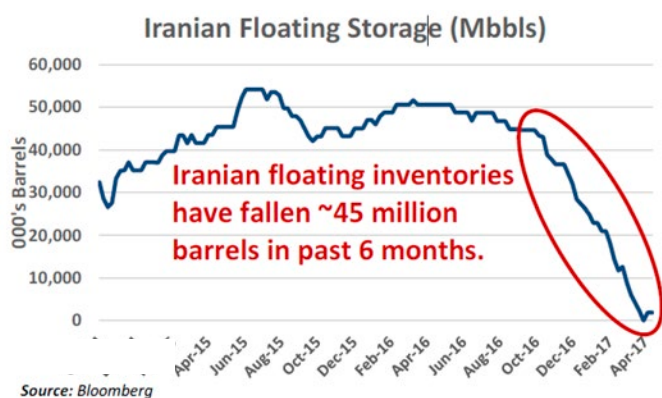 Iranian Floating Storage (Mbbls)
60,000
50,000
40,000
30,000
20,000
10,000
0
000's Barrels
Iranian floating inventories
have fallen ~45 million
barrels in past 6 months.
Apr-15
Jun-15
Aug-15
Oct-15
Dec-15
Feb-16
Apr-16
Jun-16
Aug-16
Oct-16
Dec-16
Feb-17
Apr-17
Source: Bloomberg